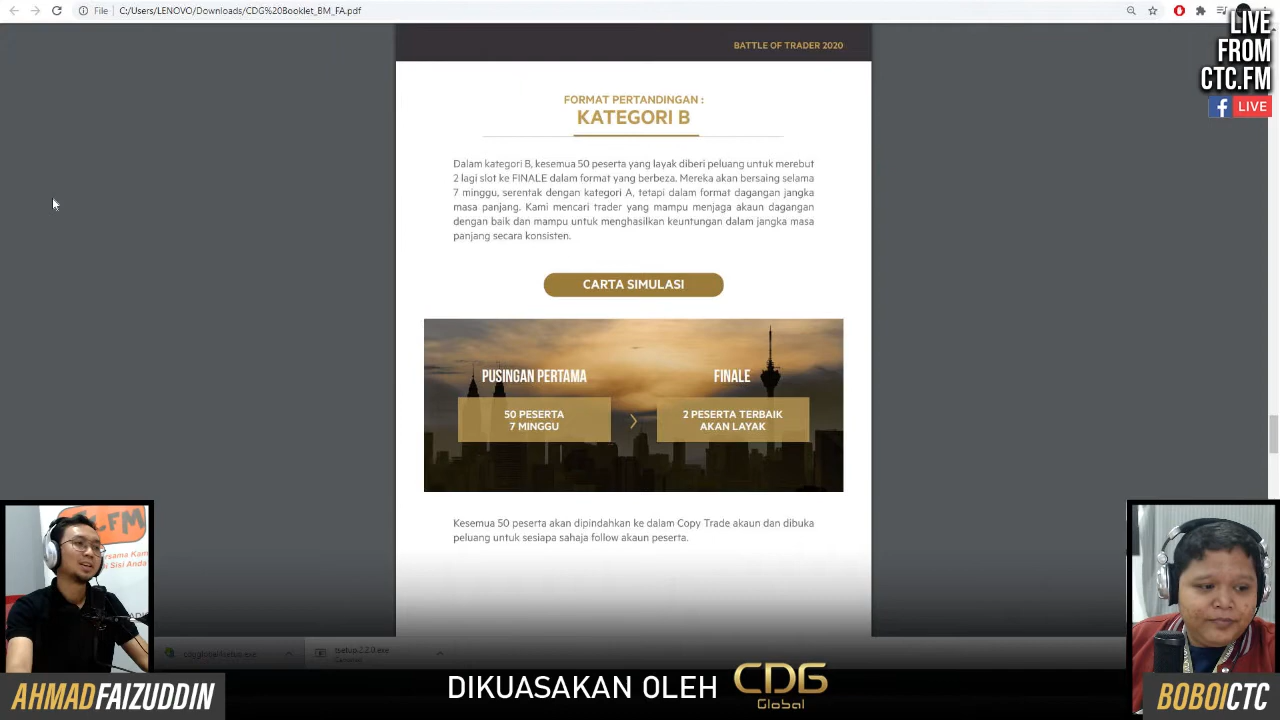 File | C:/Users/LENOVO/Downloads/CDG%20Booklet_BM_FA.pdf
LIVE
FROM
CTC.FM
LIVE
BATTLE OF TRADER 2020
FORMAT PERTANDINGAN :
KATEGORI B
Dalam kategori B, kesemua 50 peserta yang layak diberi peluang untuk merebut
2 lagi slot ke FINALE dalam format yang berbeza. Mereka akan bersaing selama
7 minggu, serentak dengan kategori A, tetapi dalam format dagangan jangka
masa panjang. Kami mencari trader yang mampu menjaga akaun dagangan
dengan baik dan mampu untuk menghasilkan keuntungan dalam jangka masa
panjang secara konsisten.
CARTA SIMULASI
PUSINGAN PERTAMA
FINALE
50 PESERTA
7 MINGGU
2 PESERTA TERBAIK
AKAN LAYAK
Kesemua 50 peserta akan dipindahkan ke dalam Copy Trade akaun dan dibuka
peluang untuk sesiapa sahaja follow akaun peserta.
FM
AHMADFAIZUDDIN
DIKUASAKAN OLEH
CDG
Global
BOBOICTC